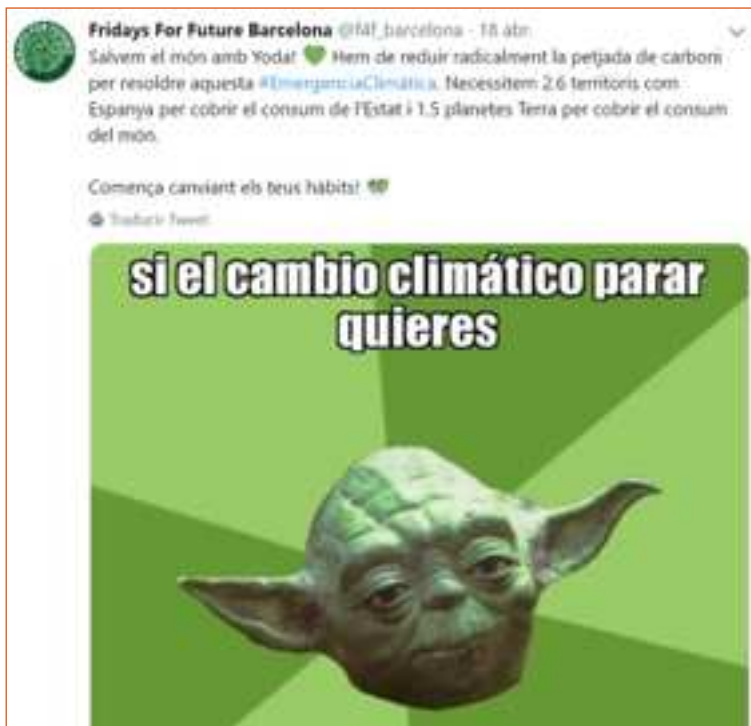 Fridays For Future Barcelona @f4f_barcelona · 18 abr.
Salvem el món amb Yoda! 💚 Hem de reduir radicalment la petjada de carboni
per resoldre aquesta #EmergenciaClimàtica. Necessitem 2.6 territoris com
Espanya per cobrir el consum de l'Estat i 1.5 planetes Terra per cobrir el consum
del món.
Comença canviant els teus hàbits! 💚
Traducir Tweet
si el cambio climático parar
quieres